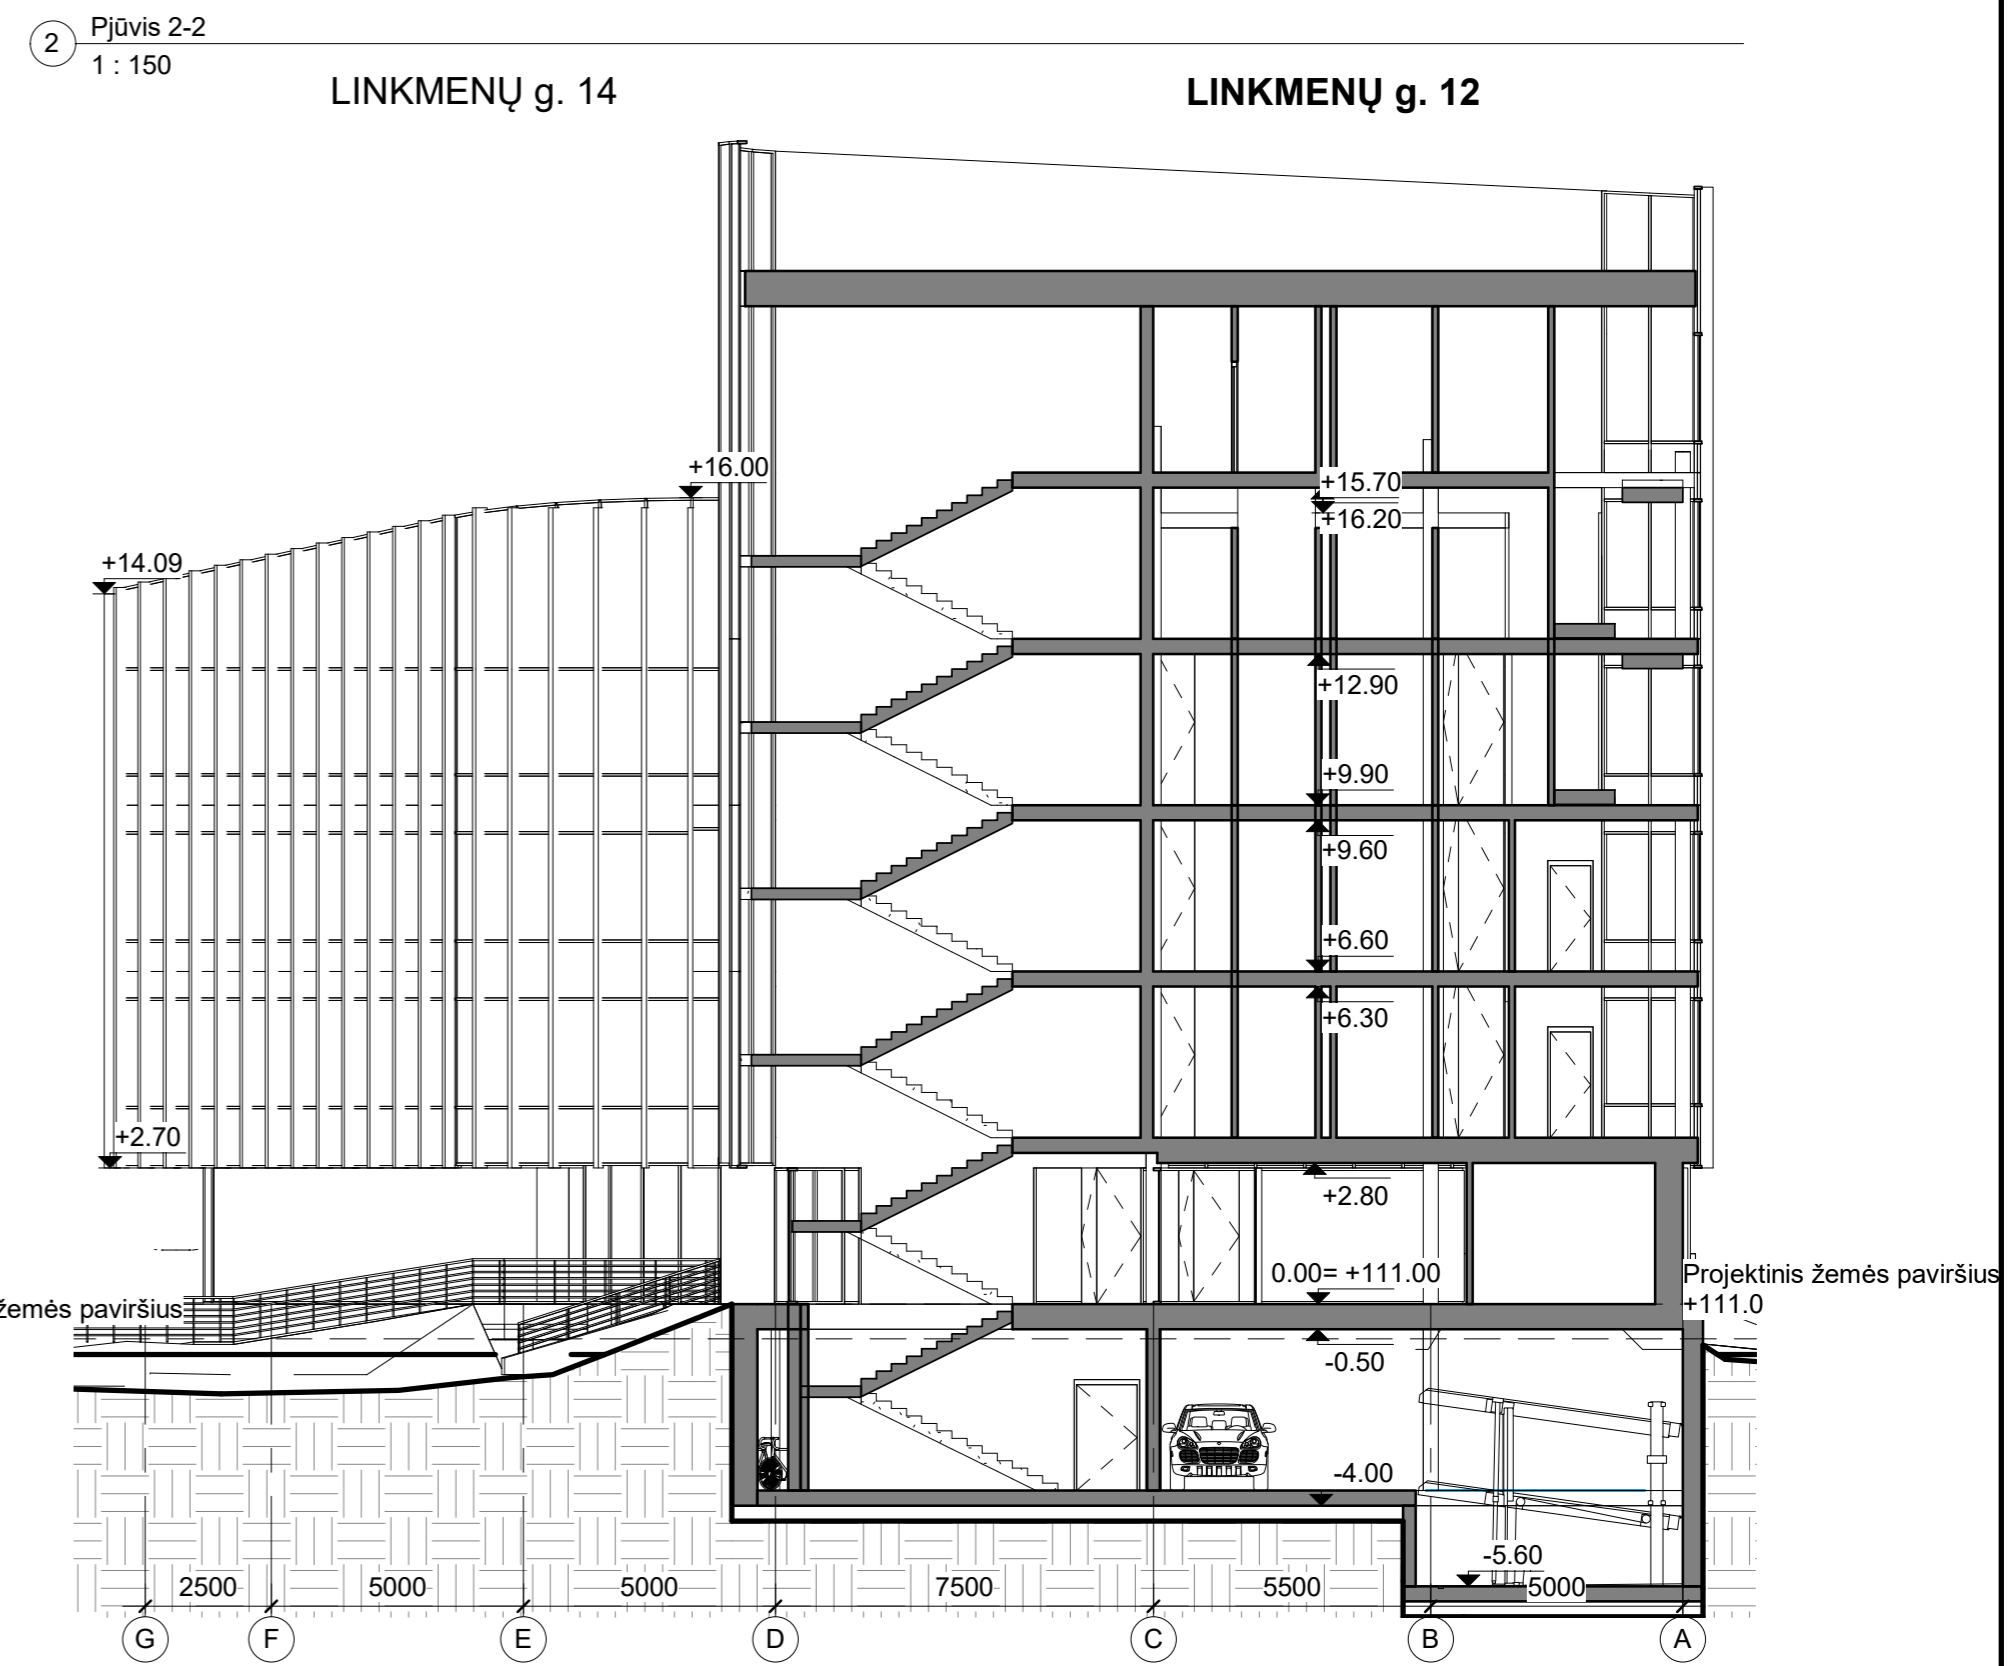 2
Pjūvis 2-2
1 : 150
LINKMENŲ g. 14
LINKMENŲ g. 12
+16.00
+15.70
+16.20
+14.09
+12.90
+9.90
+9.60
+6.60
+6.30
+2.70
+2.80
0.00= +111.00
Projektinis žemės paviršius
+111.0
žemės paviršius
-0.50
-4.00
-5.60
2500
5000
5000
7500
5500
5000
G
F
E
D
C
B
A